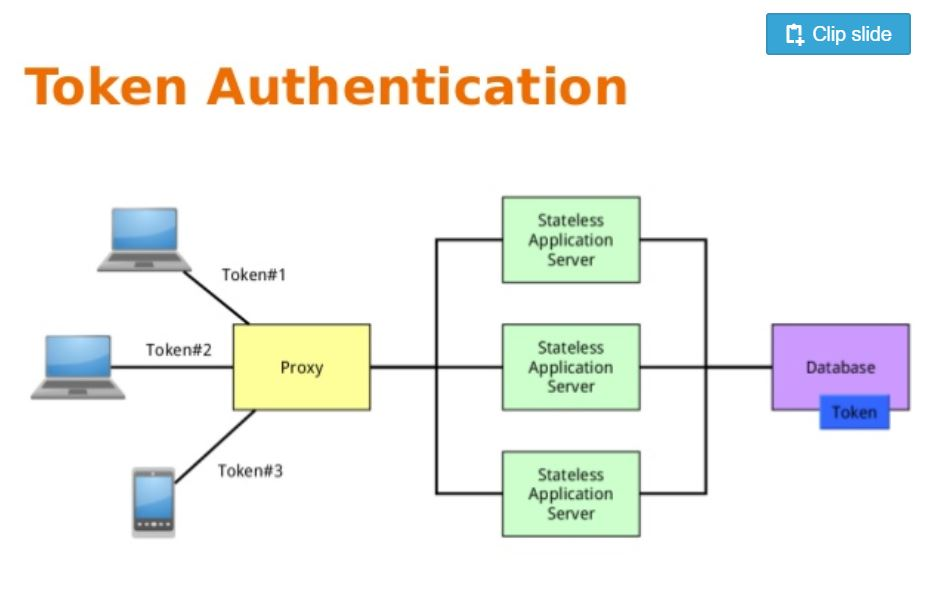 Clip slide
Token Authentication
Token#1
Token#2
Token#3
Proxy
Stateless
Application
Server
Stateless
Application
Server
Stateless
Application
Server
Database
Token